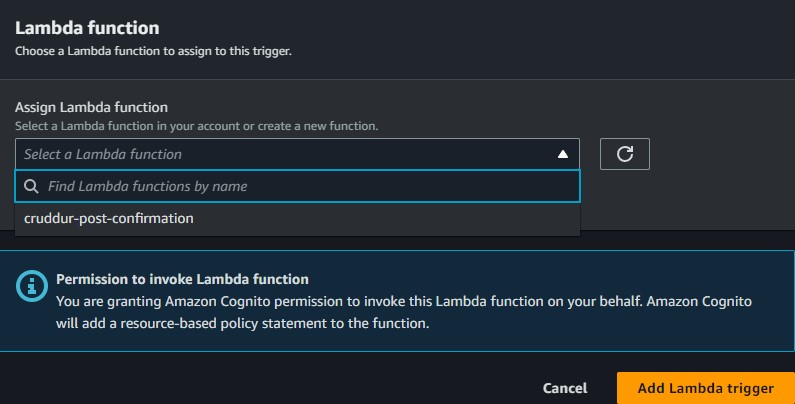 Lambda function
Choose a Lambda function to assign to this trigger.
Assign Lambda function
Select a Lambda function in your account or create a new function.
Select a Lambda function
Find Lambda functions by name
cruddur-post-confirmation
Permission to invoke Lambda function
You are granting Amazon Cognito permission to invoke this Lambda function on your behalf. Amazon Cognito
will add a resource-based policy statement to the function.
Cancel
Add Lambda trigger